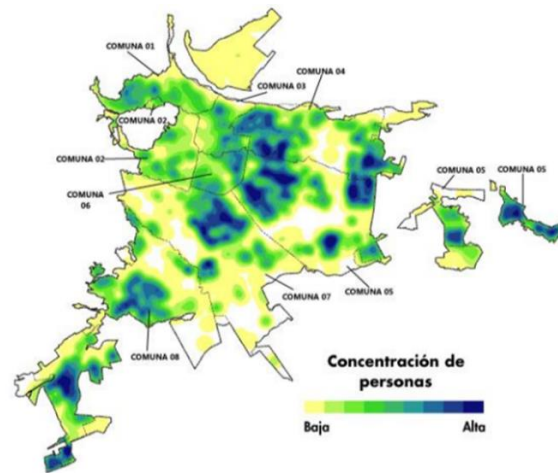 COMUNA 01
COMUNA 03
COMUNA 04
COMUNA 02
COMUNA 02
COMUNA
06
COMUNA 05
COMUNA 05
COMUNA 07
COMUNA 05
COMUNA 08
Concentración de
personas
Baja Alta